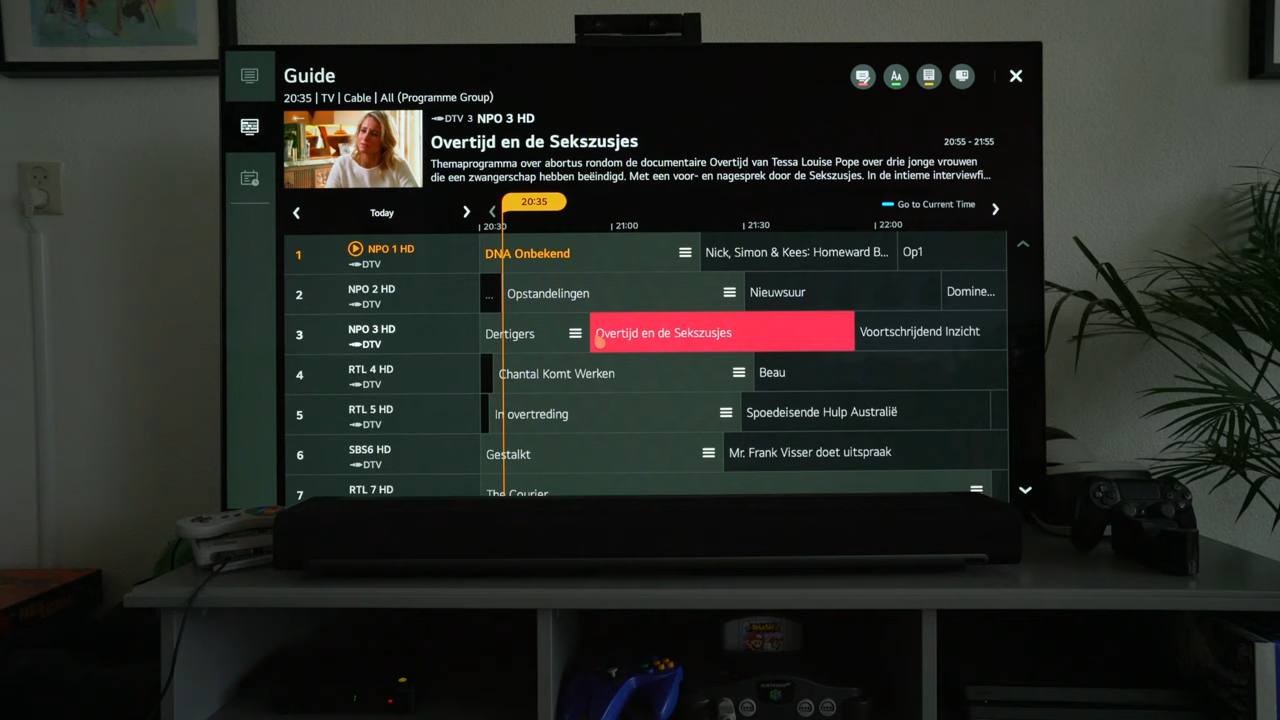 Guide
20:35 | TV | Cable | All (Programme Group)
DTV 3 NPO 3 HD
Overtijd en de Sekszusjes
20:55 - 21:55
Themaprogramma over abortus rondom de documentaire Overtijd van Tessa Louise Pope over drie jonge vrouwen
die een zwangerschap hebben beëindigd. Met een voor- en nagesprek door de Sekszusjes. In de intieme interviewfi...
Today
20:35
Go to Current Time
20:30 21:00 21:30 22:00
1 NPO 1 HD DTV DNA Onbekend Nick, Simon & Kees: Homeward B... Op1
2 NPO 2 HD DTV ... Opstandelingen Nieuwsuur Domine...
3 NPO 3 HD DTV Dertigers Overtijd en de Sekszusjes Voortschrijdend Inzicht
4 RTL 4 HD DTV Chantal Komt Werken Beau
5 RTL 5 HD DTV In overtreding Spoedeisende Hulp Australië
6 SBS6 HD DTV Gestalkt Mr. Frank Visser doet uitspraak
7 RTL 7 HD The Courier